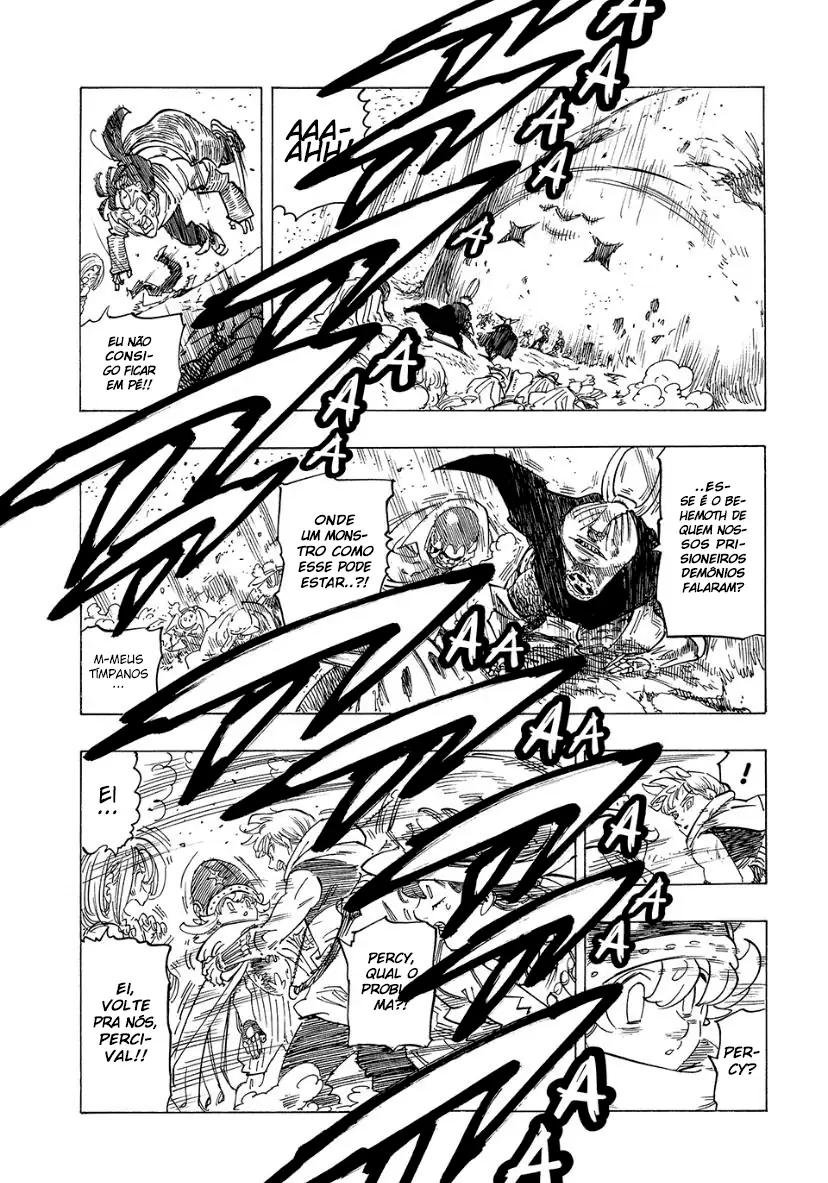 A
A
A
A
A
A
A
A
AAA-
AHH!
EU NÃO
CONSI-
GO FICAR
EM PÉ!!
..ES-
SE É O BE-
HEMOTH DE
QUEM NOS-
SOS PRI-
SIONEIROS
DEMÔNIOS
FALARAM?
ONDE
UM MONS-
TRO COMO
ESSE PODE
ESTAR..?!
M-MEUS
TÍMPANOS
...
A
A
A
A
A
A
A
A
A
A
!
PER-
CY?
PERCY,
QUAL O
PROBLE-
MA?!
EI
...
EI,
VOLTE
PRA NÓS,
PERCI-
VAL!!